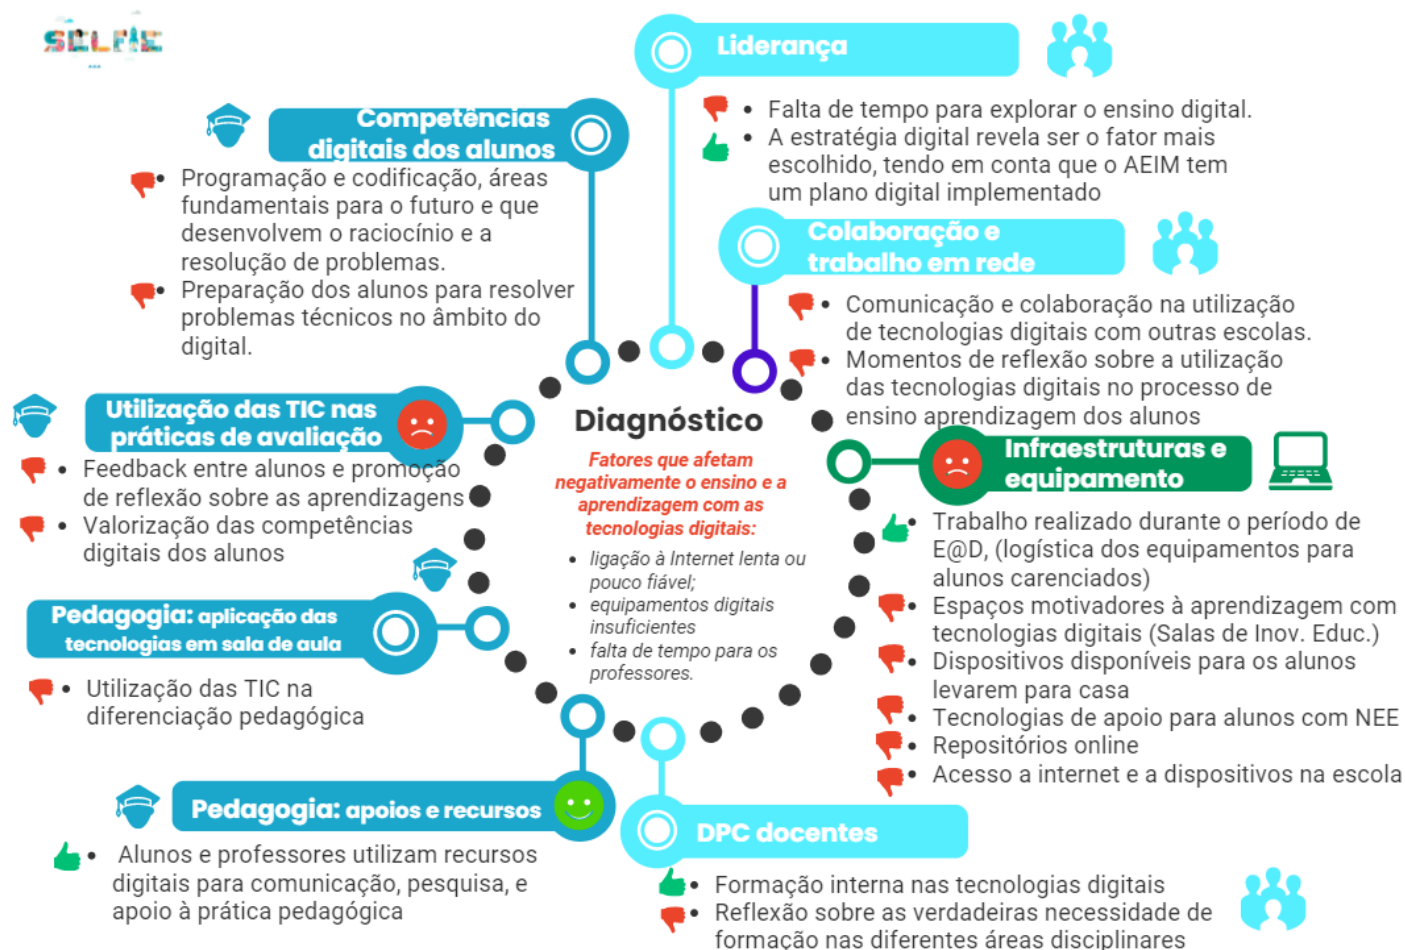 SELFIE
Liderança
Falta de tempo para explorar o ensino digital.
A estratégia digital revela ser o fator mais
escolhido, tendo em conta que o AEIM tem
um plano digital implementado
Competências
digitais dos alunos
Programação e codificação, áreas
fundamentais para o futuro e que
desenvolvem o raciocínio e a
resolução de problemas.
Preparação dos alunos para resolver
problemas técnicos no âmbito do
digital.
Colaboração e
trabalho em rede
Comunicação e colaboração na utilização
de tecnologias digitais com outras escolas.
Momentos de reflexão sobre a utilização
das tecnologias digitais no processo de
ensino aprendizagem dos alunos
Utilização das TIC nas
práticas de avaliação
Feedback entre alunos e promoção
de reflexão sobre as aprendizagens
Valorização das competências
digitais dos alunos
Diagnóstico
Fatores que afetam
negativamente o ensino e a
aprendizagem com as
tecnologias digitais:
ligação à Internet lenta ou
pouco fiável;
equipamentos digitais
insuficientes
falta de tempo para os
professores.
Infraestruturas e
equipamento
Trabalho realizado durante o período de
E@D, (logística dos equipamentos para
alunos carenciados)
Espaços motivadores à aprendizagem com
tecnologias digitais (Salas de Inov. Educ.)
Dispositivos disponíveis para os alunos
levarem para casa
Tecnologias de apoio para alunos com NEE
Repositórios online
Acesso a internet e a dispositivos na escola
Pedagogia: aplicação das
tecnologias em sala de aula
Utilização das TIC na
diferenciação pedagógica
Pedagogia: apoios e recursos
Alunos e professores utilizam recursos
digitais para comunicação, pesquisa, e
apoio à prática pedagógica
DPC docentes
Formação interna nas tecnologias digitais
Reflexão sobre as verdadeiras necessidade de
formação nas diferentes áreas disciplinares